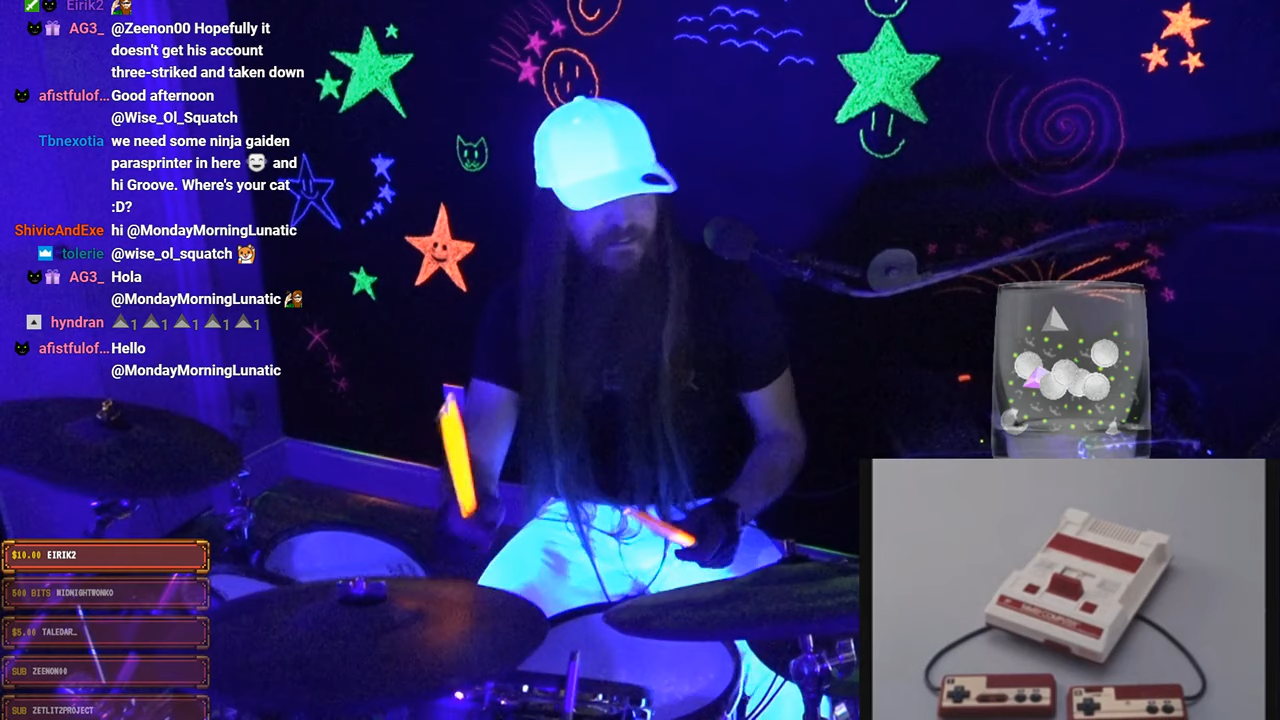 Eirik2
AG3_ @Zeenon00 Hopefully it
doesn't get his account
three-striked and taken down
afistfulof... Good afternoon
@Wise_Ol_Squatch
Tbnexotia we need some ninja gaiden
parasprinter in here and
hi Groove. Where's your cat
:D?
ShivicAndExe hi @MondayMorningLunatic
tolerie @wise_ol_squatch
AG3_ Hola
@MondayMorningLunatic
hyndran 1 1 1 1 1
afistfulof... Hello
@MondayMorningLunatic
$10.00 EIRIK2
500 BITS MIDNIGHTWONKO
$5.00 TALEDAR_
SUB ZEENON00
SUB ZETLITZPROJECT